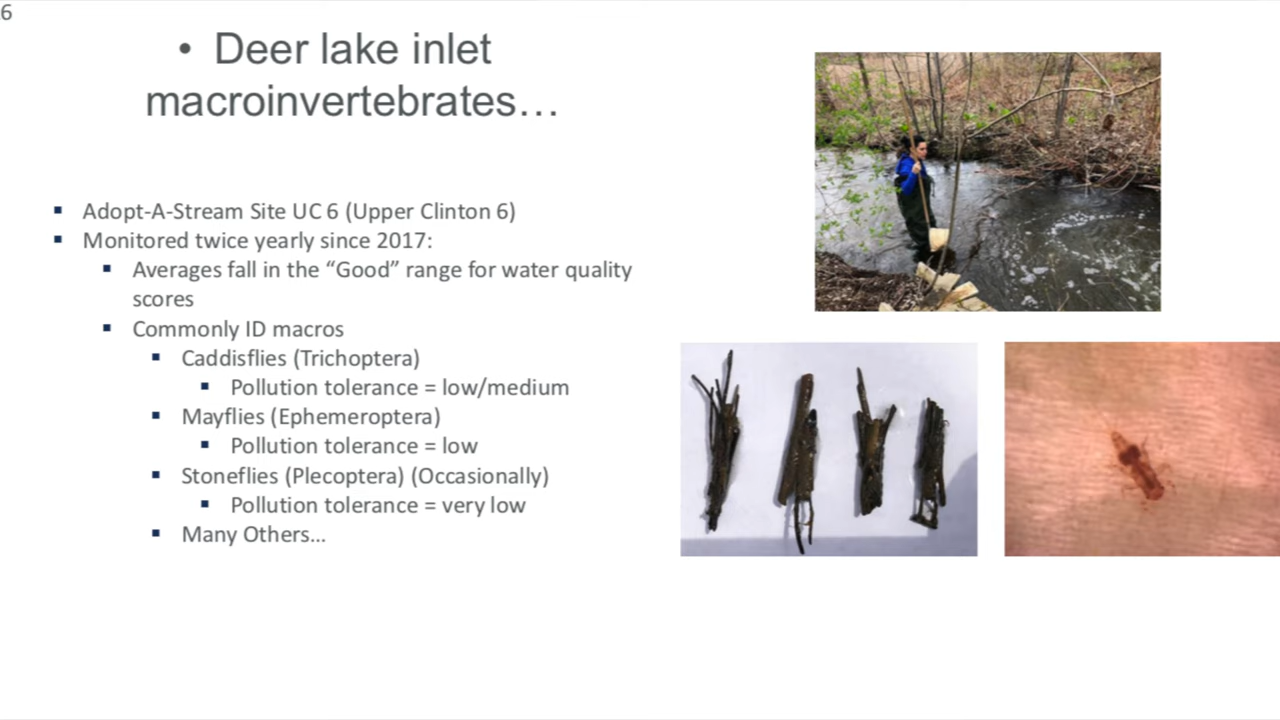 6
• Deer lake inlet
macroinvertebrates…
▪ Adopt-A-Stream Site UC 6 (Upper Clinton 6)
▪ Monitored twice yearly since 2017:
▪ Averages fall in the “Good” range for water quality
scores
▪ Commonly ID macros
▪ Caddisflies (Trichoptera)
▪ Pollution tolerance = low/medium
▪ Mayflies (Ephemeroptera)
▪ Pollution tolerance = low
▪ Stoneflies (Plecoptera) (Occasionally)
▪ Pollution tolerance = very low
▪ Many Others…